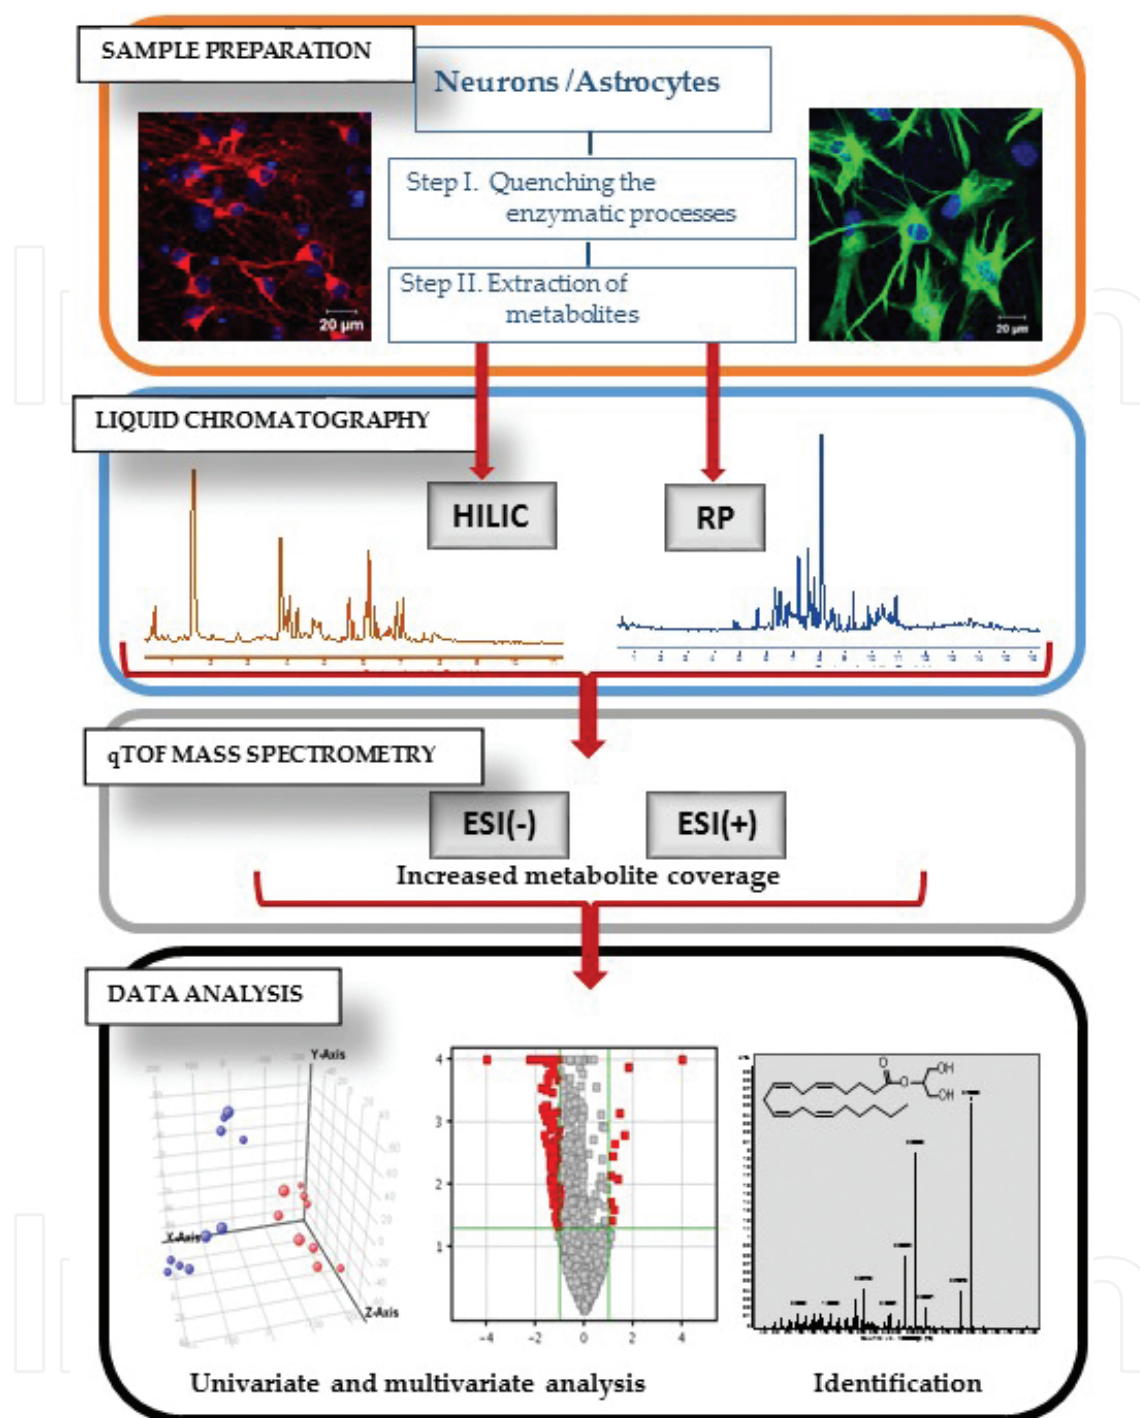 SAMPLE PREPARATION
Neurons /Astrocytes
Step I. Quenching the
enzymatic processes
Step II. Extraction of
metabolites
20 µm
20 µm
LIQUID CHROMATOGRAPHY
HILIC
RP
qTOF MASS SPECTROMETRY
ESI(-)
ESI(+)
Increased metabolite coverage
DATA ANALYSIS
Y-Axis
X-Axis
Z-Axis
4
3
2
1
-4 -2 0 2 4
O
O
OH
OH
Univariate and multivariate analysis
Identification